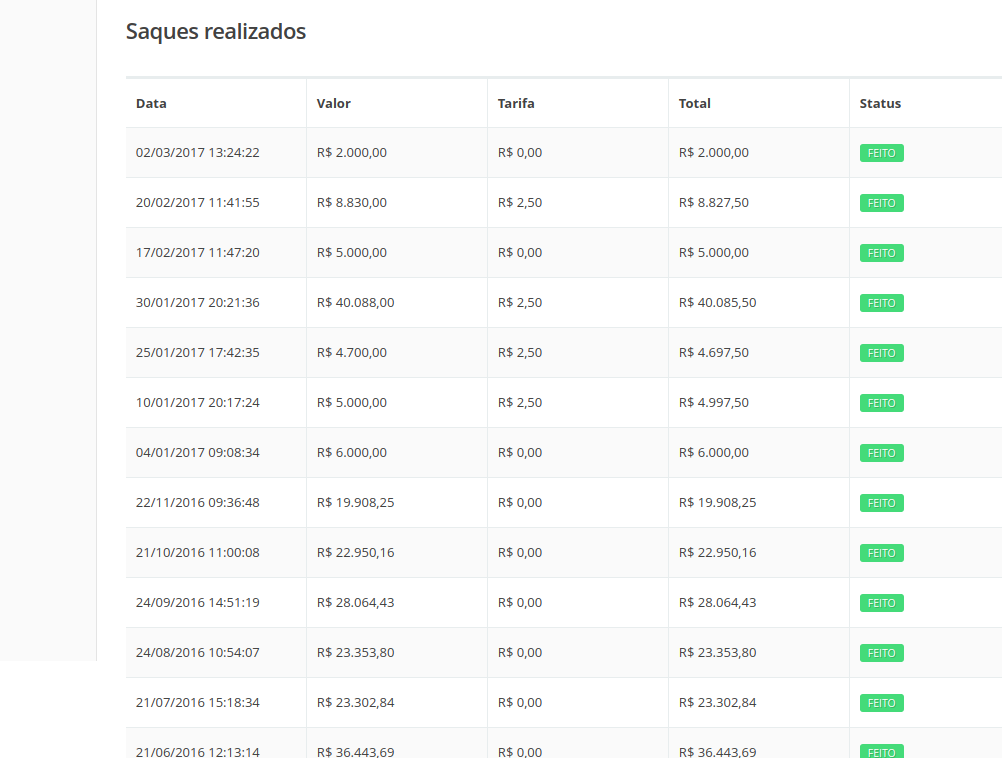 Saques realizados
Data Valor Tarifa Total Status
02/03/2017 13:24:22 R$ 2.000,00 R$ 0,00 R$ 2.000,00 FEITO
20/02/2017 11:41:55 R$ 8.830,00 R$ 2,50 R$ 8.827,50 FEITO
17/02/2017 11:47:20 R$ 5.000,00 R$ 0,00 R$ 5.000,00 FEITO
30/01/2017 20:21:36 R$ 40.088,00 R$ 2,50 R$ 40.085,50 FEITO
25/01/2017 17:42:35 R$ 4.700,00 R$ 2,50 R$ 4.697,50 FEITO
10/01/2017 20:17:24 R$ 5.000,00 R$ 2,50 R$ 4.997,50 FEITO
04/01/2017 09:08:34 R$ 6.000,00 R$ 0,00 R$ 6.000,00 FEITO
22/11/2016 09:36:48 R$ 19.908,25 R$ 0,00 R$ 19.908,25 FEITO
21/10/2016 11:00:08 R$ 22.950,16 R$ 0,00 R$ 22.950,16 FEITO
24/09/2016 14:51:19 R$ 28.064,43 R$ 0,00 R$ 28.064,43 FEITO
24/08/2016 10:54:07 R$ 23.353,80 R$ 0,00 R$ 23.353,80 FEITO
21/07/2016 15:18:34 R$ 23.302,84 R$ 0,00 R$ 23.302,84 FEITO
21/06/2016 12:13:14 R$ 36.443,69 R$ 0,00 R$ 36.443,69 FEITO